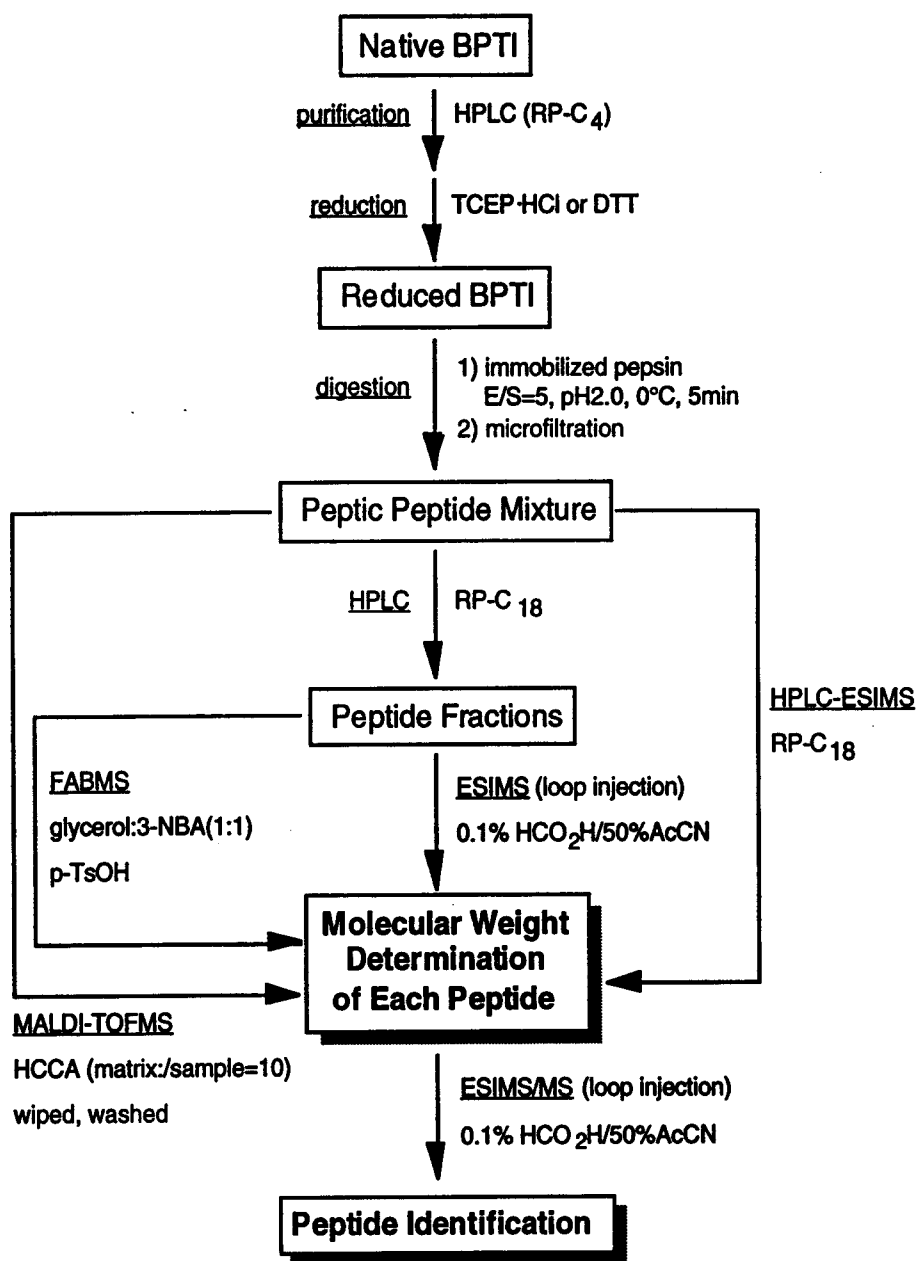 Native BPTI
purification
HPLC (RP-C4)
reduction
TCEP·HCl or DTT
Reduced BPTI
digestion
1) immobilized pepsin
E/S=5, pH2.0, 0°C, 5min
2) microfiltration
Peptic Peptide Mixture
HPLC
RP-C 18
Peptide Fractions
HPLC-ESIMS
RP-C18
FABMS
glycerol:3-NBA(1:1)
p-TsOH
ESIMS (loop injection)
0.1% HCO2H/50%AcCN
Molecular Weight
Determination
of Each Peptide
MALDI-TOFMS
HCCA (matrix:/sample=10)
wiped, washed
ESIMS/MS (loop injection)
0.1% HCO 2H/50%AcCN
Peptide Identification